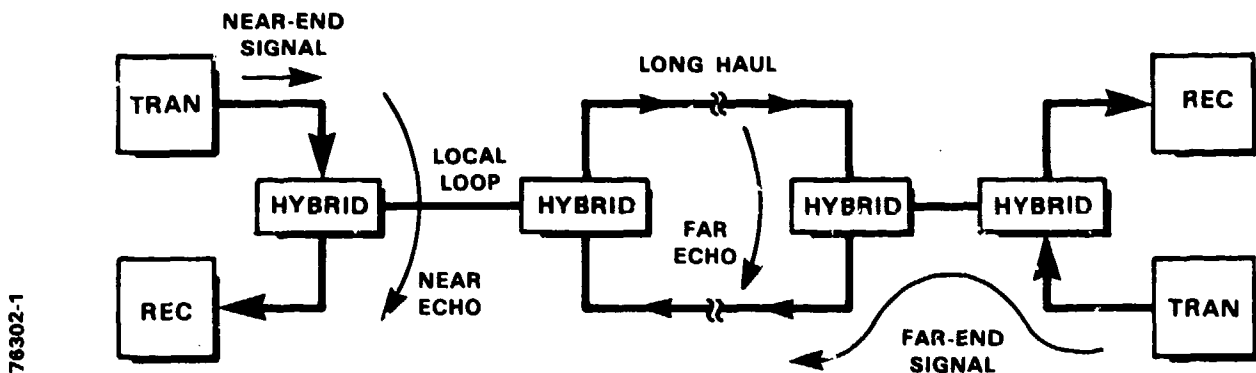 NEAR-END
SIGNAL
TRAN
LONG HAUL
REC
LOCAL
LOOP
HYBRID
HYBRID
HYBRID
HYBRID
FAR
ECHO
NEAR
ECHO
REC
TRAN
FAR-END
SIGNAL
76302-1